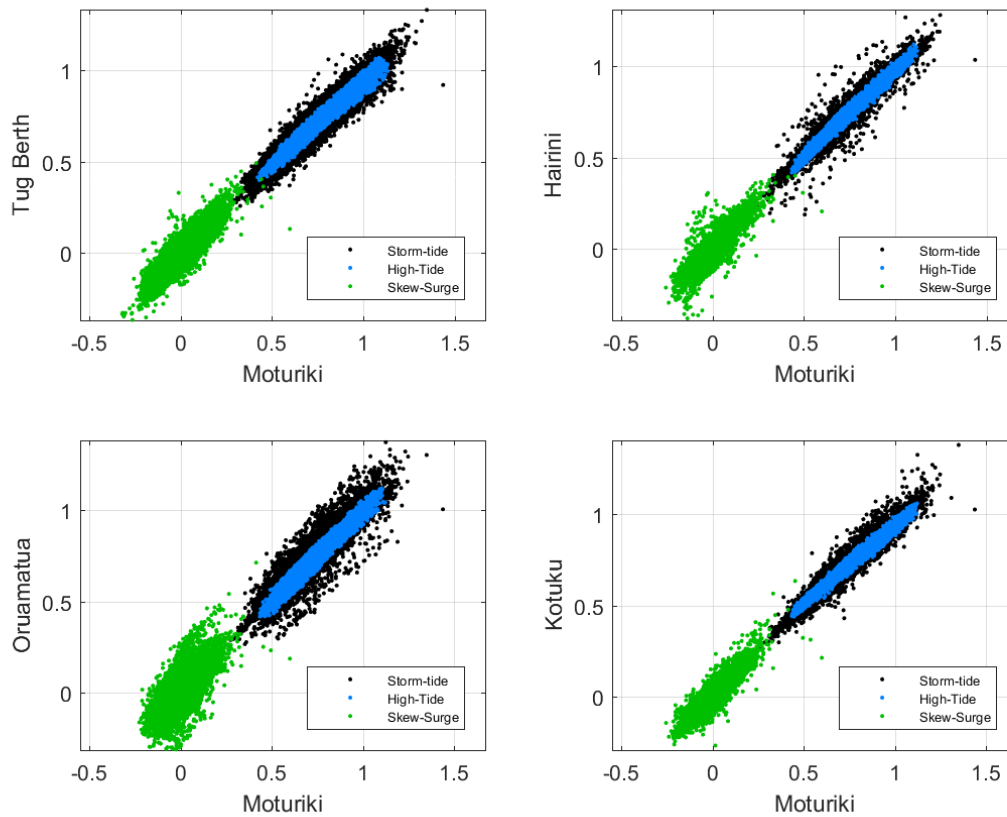 Tug Berth
1
0.5
0
Storm-tide
High-Tide
Skew-Surge
-0.5 0 0.5 1 1.5
Moturiki
Hairini
1
0.5
0
Storm-tide
High-Tide
Skew-Surge
-0.5 0 0.5 1 1.5
Moturiki
Oruamatua
1
0.5
0
Storm-tide
High-Tide
Skew-Surge
-0.5 0 0.5 1 1.5
Moturiki
Kotuku
1
0.5
0
Storm-tide
High-Tide
Skew-Surge
-0.5 0 0.5 1 1.5
Moturiki